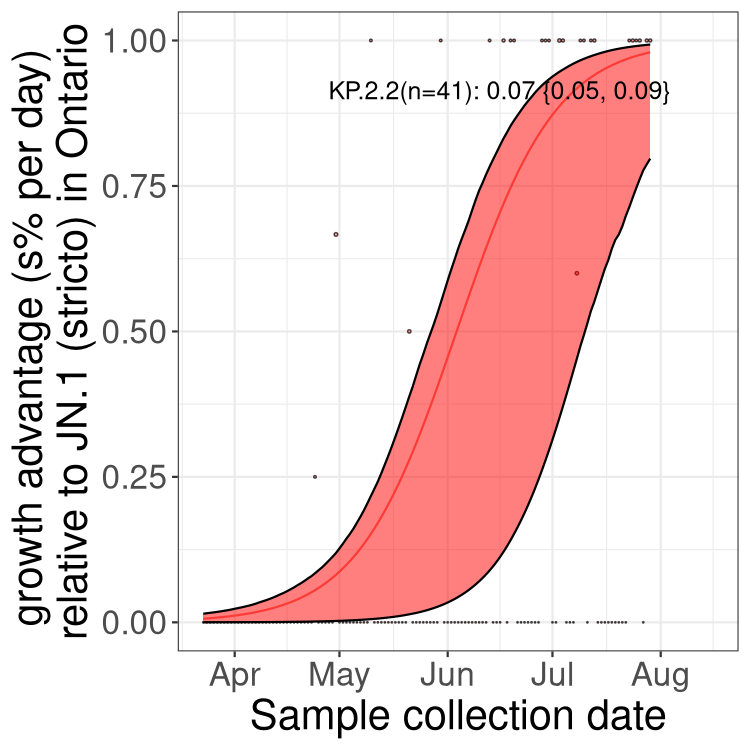 growth advantage (s% per day)
relative to JN.1 (stricto) in Ontario
1.00
0.75
0.50
0.25
0.00
KP.2.2(n=41): 0.07 {0.05, 0.09}
Apr May Jun Jul Aug
Sample collection date